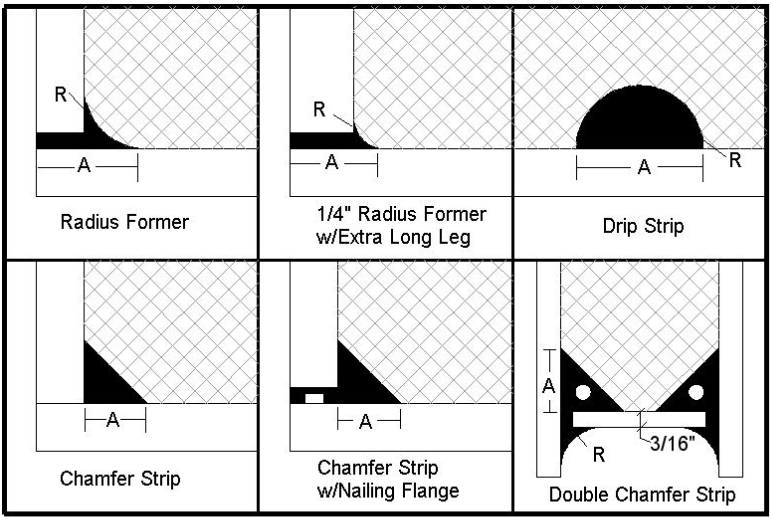 R
A
Radius Former
R
A
1/4" Radius Former
w/Extra Long Leg
A
R
Drip Strip
A
Chamfer Strip
A
Chamfer Strip
w/Nailing Flange
A
R
3/16"
Double Chamfer Strip